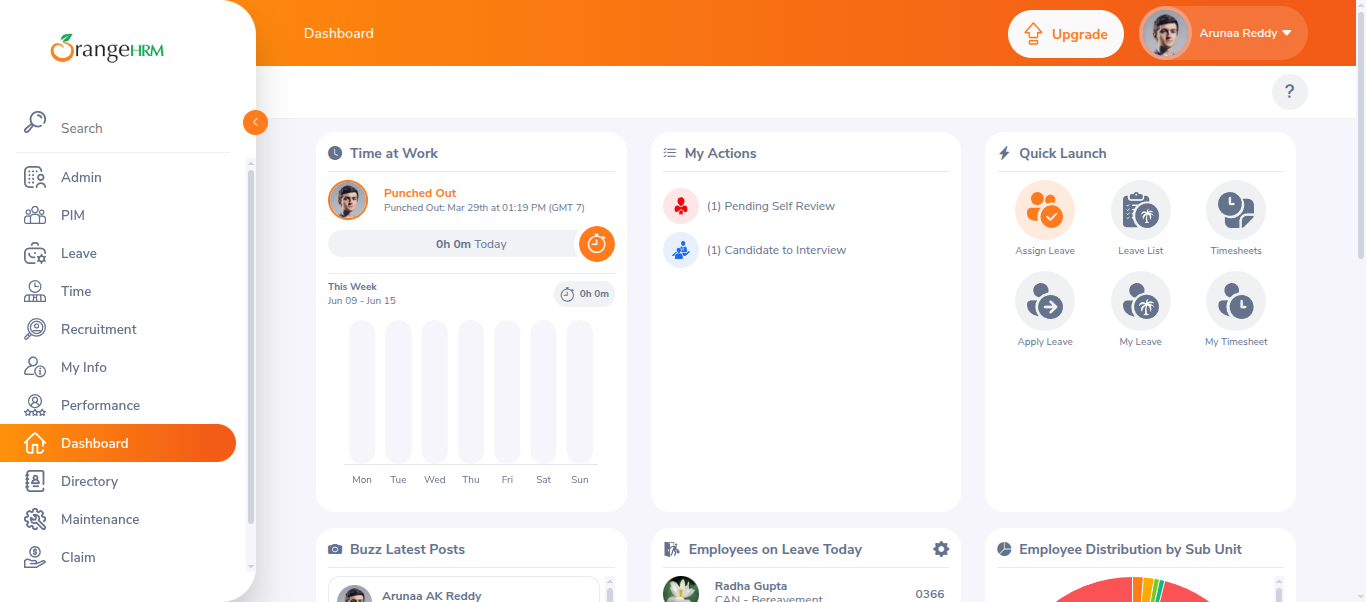 OrangeHRM
Search
Admin
PIM
Leave
Time
Recruitment
My Info
Performance
Dashboard
Directory
Maintenance
Claim
Dashboard
Upgrade
Arunaa Reddy
?
Time at Work
Punched Out
Punched Out: Mar 29th at 01:19 PM (GMT 7)
0h 0m Today
This Week
Jun 09 - Jun 15
0h 0m
Mon Tue Wed Thu Fri Sat Sun
My Actions
(1) Pending Self Review
(1) Candidate to Interview
Quick Launch
Assign Leave Leave List Timesheets
Apply Leave My Leave My Timesheet
Buzz Latest Posts
Arunaa AK Reddy
Employees on Leave Today
Radha Gupta
CAN - Bereavement
0366
Employee Distribution by Sub Unit